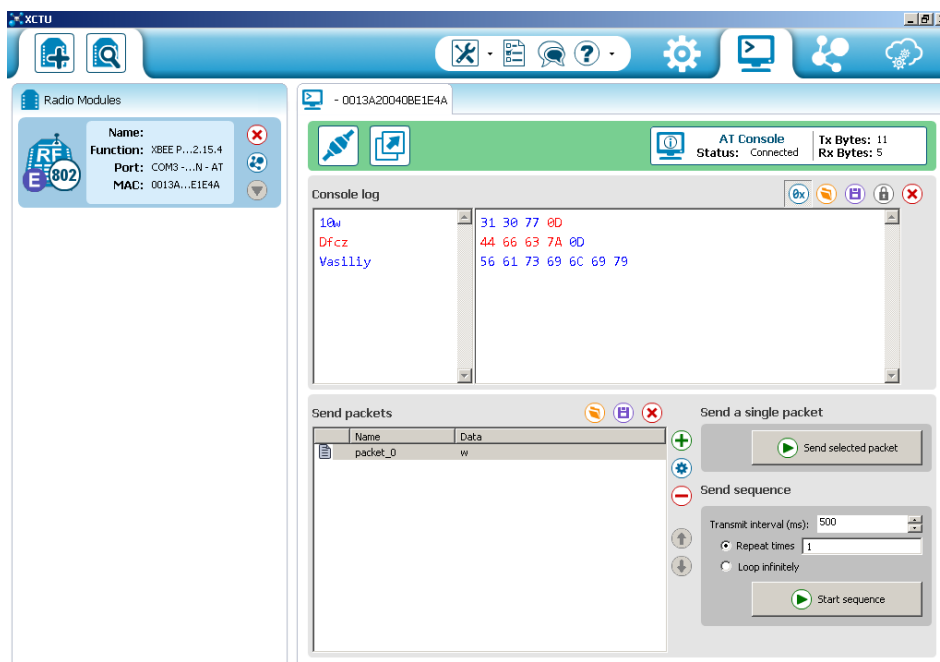 XCTU
Radio Modules
Name:
Function: XBEE P...2.15.4
Port: COM3 -...N - AT
MAC: 0013A...E1E4A
RF
E 802
- 0013A20040BE1E4A
AT Console
Status: Connected
Tx Bytes: 11
Rx Bytes: 5
Console log
0x
10w
Dfcz
Vasiliy
31 30 77 0D
44 66 63 7A 0D
56 61 73 69 6C 69 79
Send packets
Name Data
packet_0 w
Send a single packet
Send selected packet
Send sequence
Transmit interval (ms): 500
Repeat times 1
Loop infinitely
Start sequence